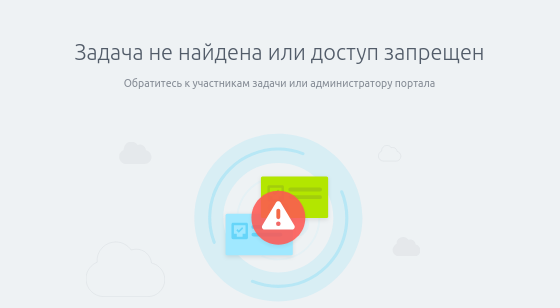 Задача не найдена или доступ запрещен
Обратитесь к участникам задачи или администратору портала